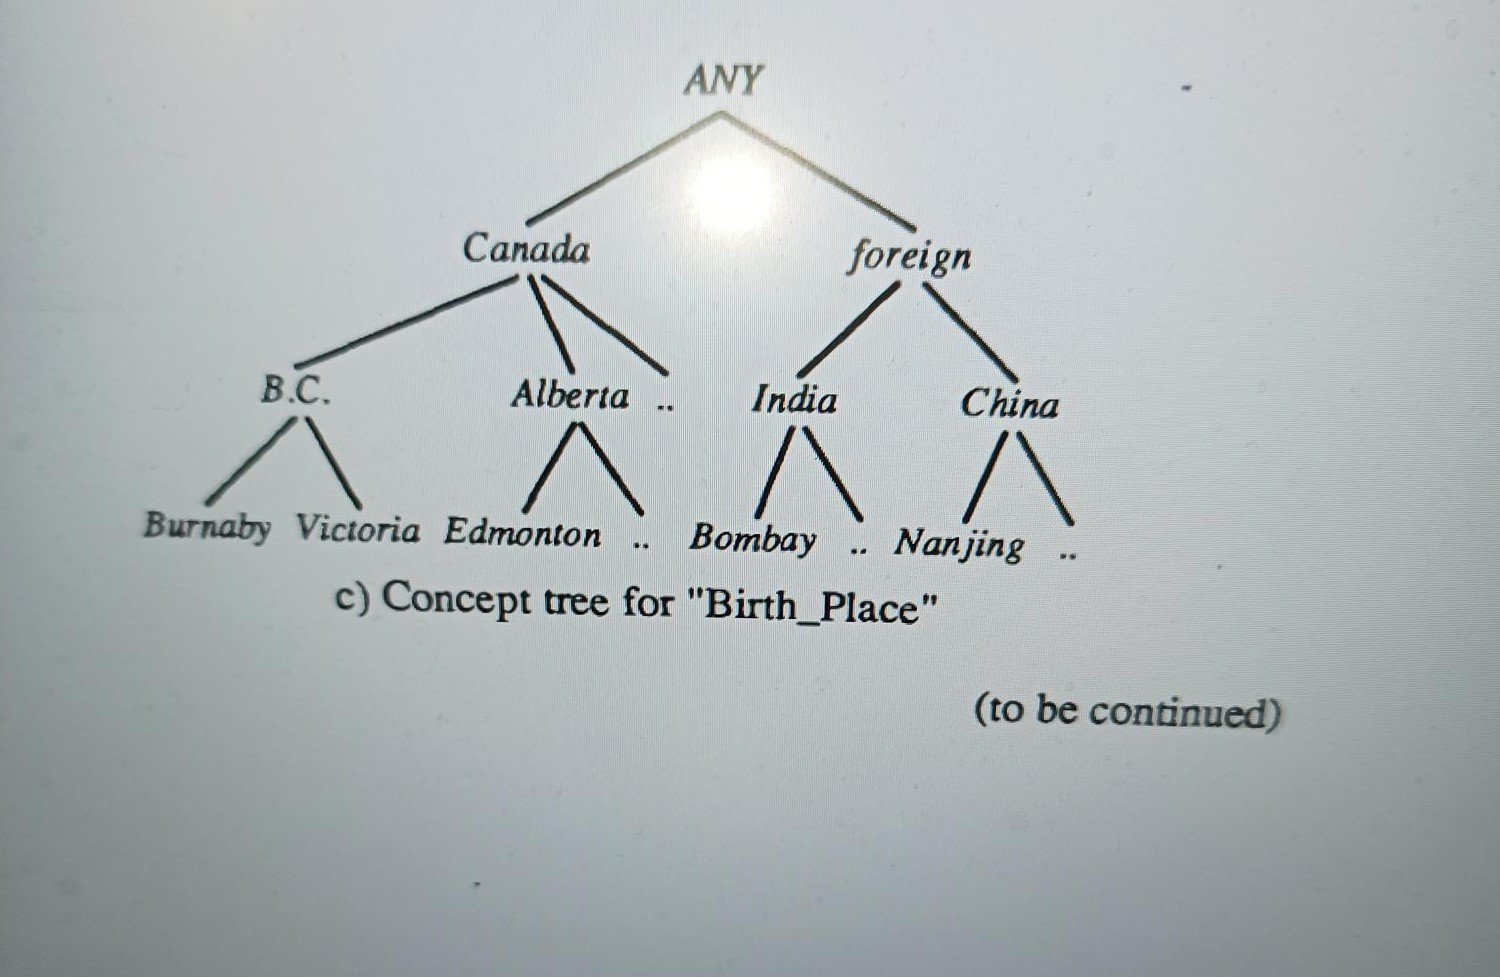 ANY
Canada foreign
B.C. Alberta .. India China
Burnaby Victoria Edmonton .. Bombay .. Nanjing ..
c) Concept tree for "Birth_Place"
(to be continued)